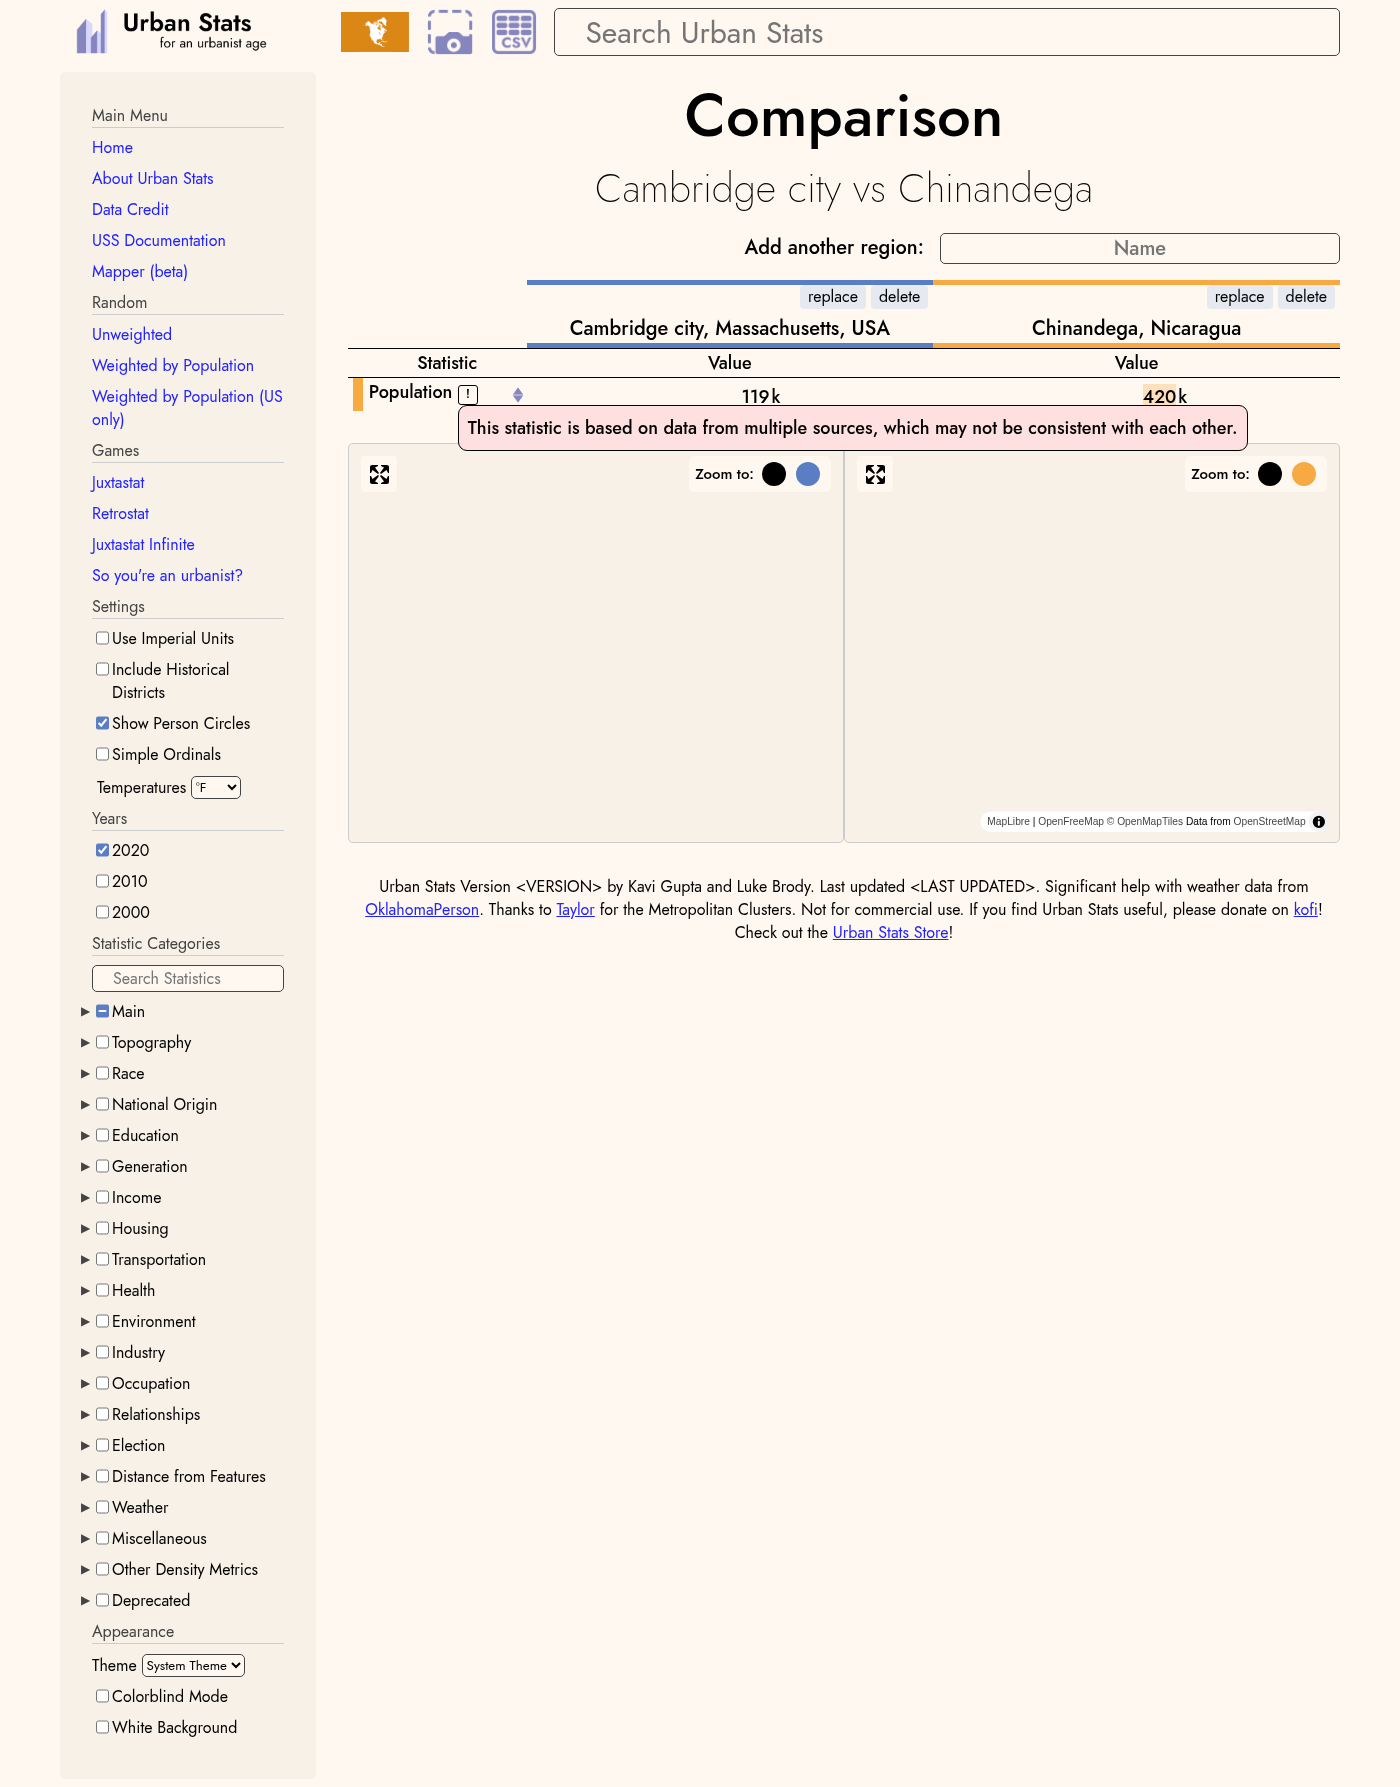 Urban Stats
for an urbanist age
CSV
Search Urban Stats
Main Menu
Home
About Urban Stats
Data Credit
USS Documentation
Mapper (beta)
Random
Unweighted
Weighted by Population
Weighted by Population (US
only)
Games
Juxtastat
Retrostat
Juxtastat Infinite
So you're an urbanist?
Settings
Use Imperial Units
Include Historical
Districts
Show Person Circles
Simple Ordinals
Temperatures °F
Years
2020
2010
2000
Statistic Categories
Search Statistics
Main
Topography
Race
National Origin
Education
Generation
Income
Housing
Transportation
Health
Environment
Industry
Occupation
Relationships
Election
Distance from Features
Weather
Miscellaneous
Other Density Metrics
Deprecated
Appearance
Theme System Theme
Colorblind Mode
White Background
Comparison
Cambridge city vs Chinandega
Add another region: Name
replace delete replace delete
Cambridge city, Massachusetts, USA Chinandega, Nicaragua
Statistic Value Value
Population ! 119k 420k
This statistic is based on data from multiple sources, which may not be consistent with each other.
Zoom to: Zoom to:
MapLibre | OpenFreeMap © OpenMapTiles Data from OpenStreetMap
Urban Stats Version <VERSION> by Kavi Gupta and Luke Brody. Last updated <LAST UPDATED>. Significant help with weather data from
OklahomaPerson. Thanks to Taylor for the Metropolitan Clusters. Not for commercial use. If you find Urban Stats useful, please donate on kofi!
Check out the Urban Stats Store!